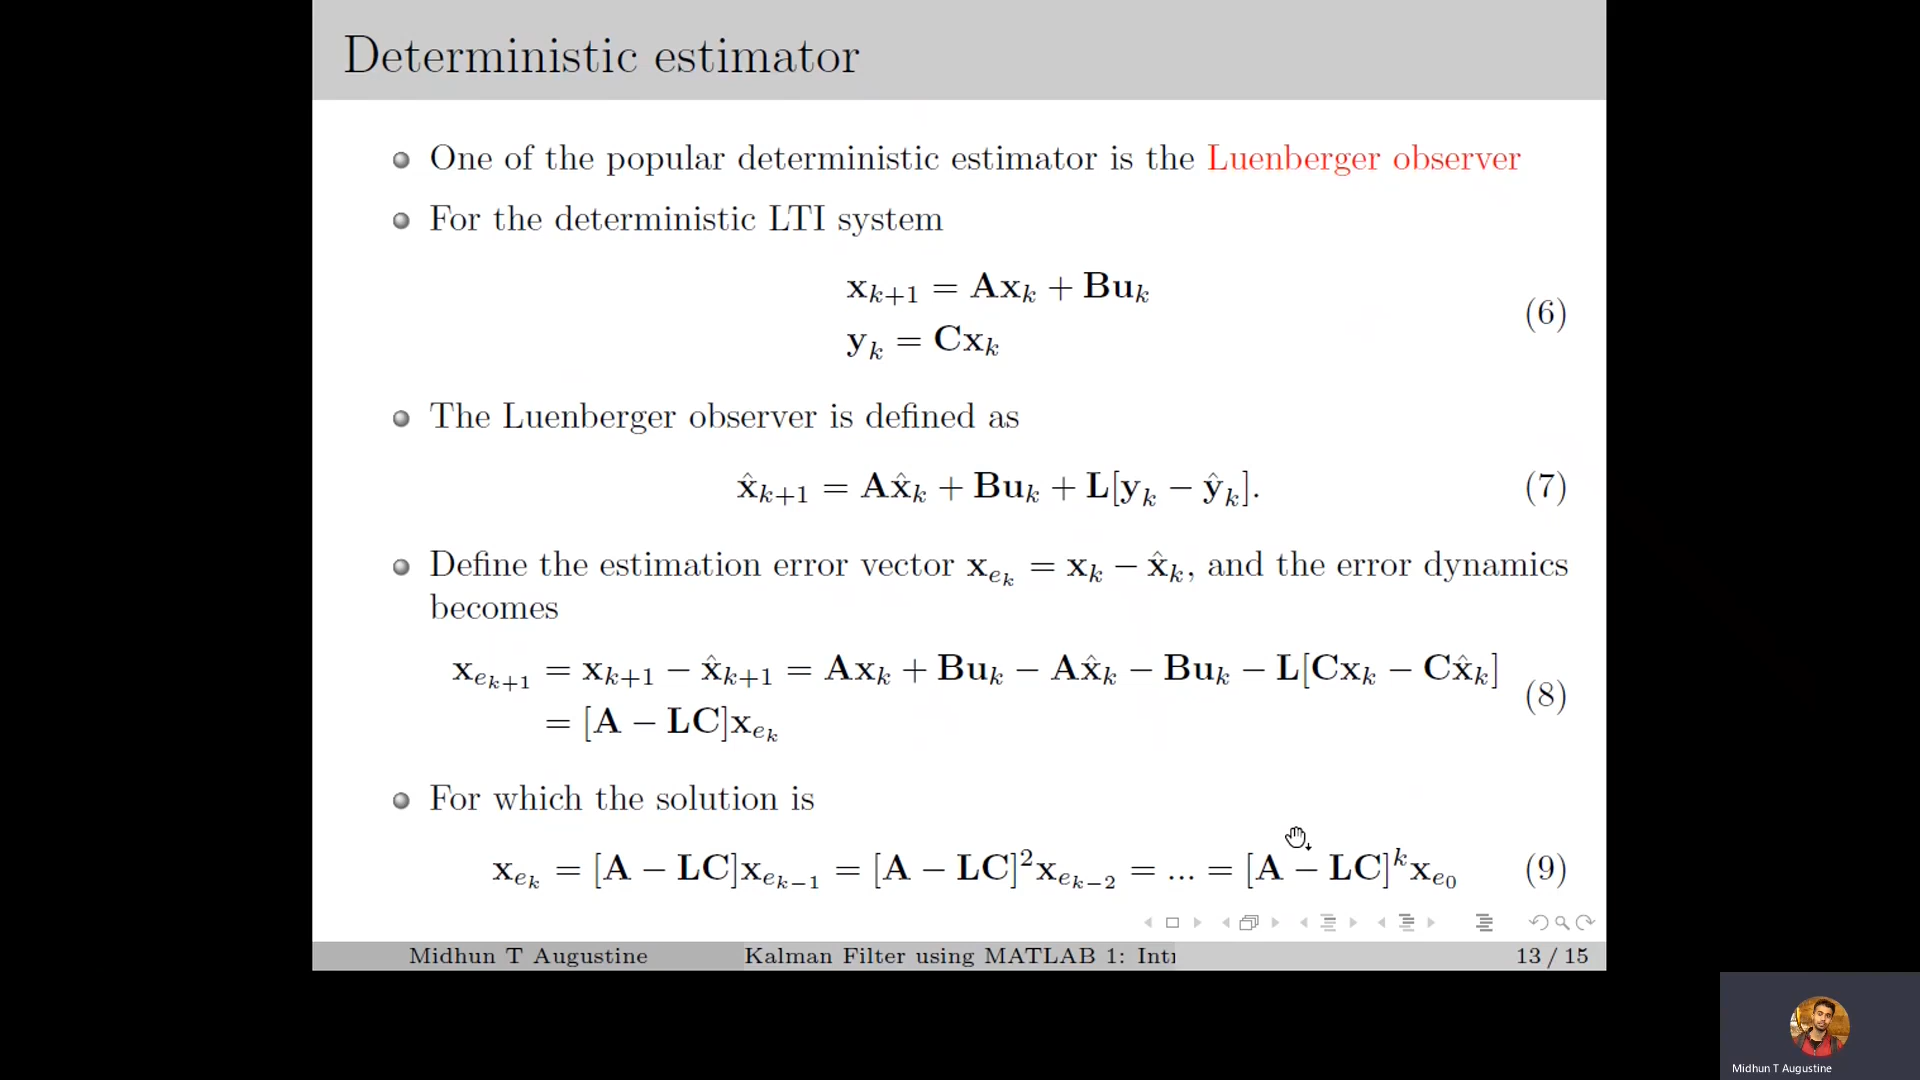 Deterministic estimator
One of the popular deterministic estimator is the Luenberger observer
For the deterministic LTI system
x_{k+1} = Ax_k + Bu_k
(6)
y_k = Cx_k
The Luenberger observer is defined as
x̂_{k+1} = Ax̂_k + Bu_k + L[y_k − ŷ_k]. (7)
Define the estimation error vector x_{e_k} = x_k − x̂_k, and the error dynamics
becomes
x_{e_{k+1}} = x_{k+1} − x̂_{k+1} = Ax_k + Bu_k − Ax̂_k − Bu_k − L[Cx_k − Cx̂_k]
(8)
= [A − LC]x_{e_k}
For which the solution is
x_{e_k} = [A − LC]x_{e_{k−1}} = [A − LC]^2 x_{e_{k−2}} = ... = [A − LC]^k x_{e_0} (9)
Midhun T Augustine Kalman Filter using MATLAB 1: Intr 13 / 15
Midhun T Augustine